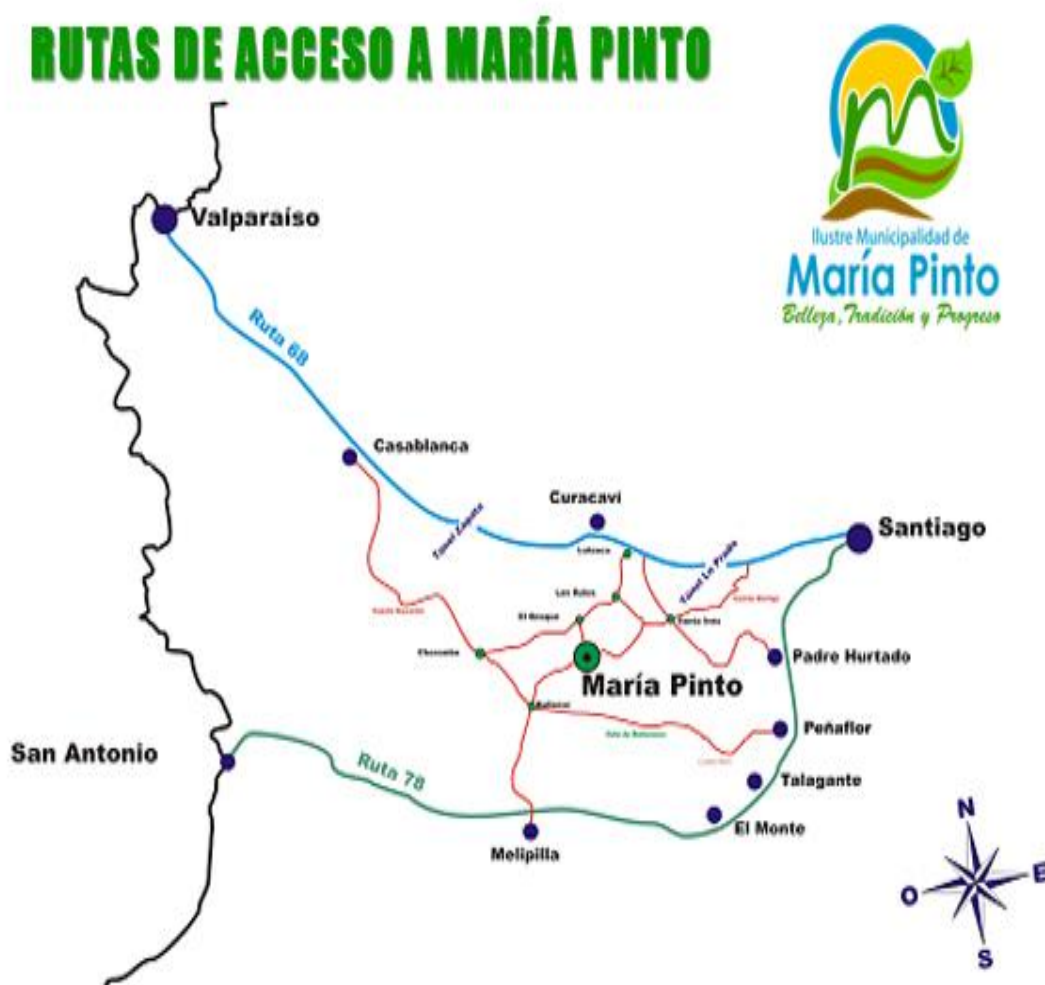 RUTAS DE ACCESO A MARÍA PINTO
Ilustre Municipalidad de
María Pinto
Belleza, Tradición y Progreso
Valparaíso
Ruta 68
Casablanca
Túnel Zapata
Curacaví
Santiago
Túnel Lo Prado
Los Rulos
El Bosque
Santa Inés
Padre Hurtado
María Pinto
Peñaflor
San Antonio
Ruta 78
Talagante
El Monte
Melipilla
N
E
O
S